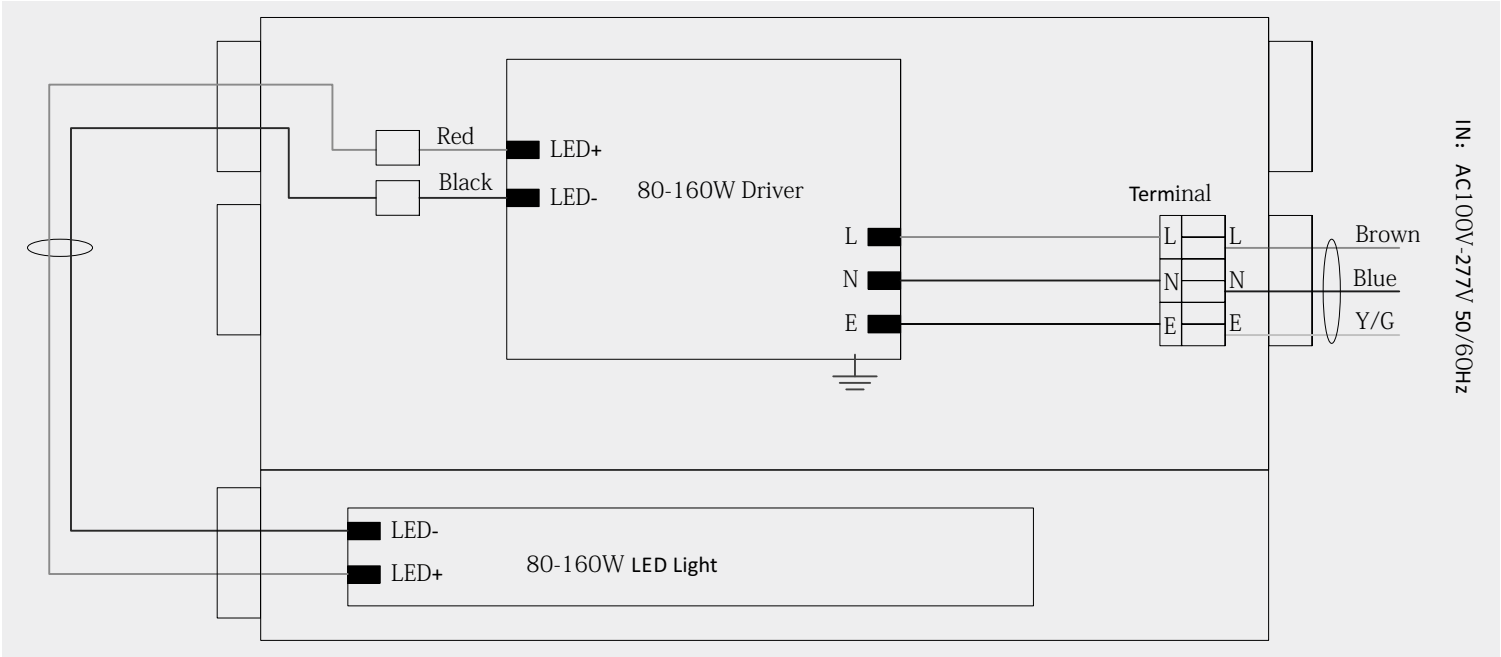 Red
LED+
Black
LED-
80-160W Driver
Terminal
L
L
L
Brown
N
N
N
Blue
E
E
E
Y/G
IN: AC100V-277V 50/60Hz
LED-
80-160W LED Light
LED+